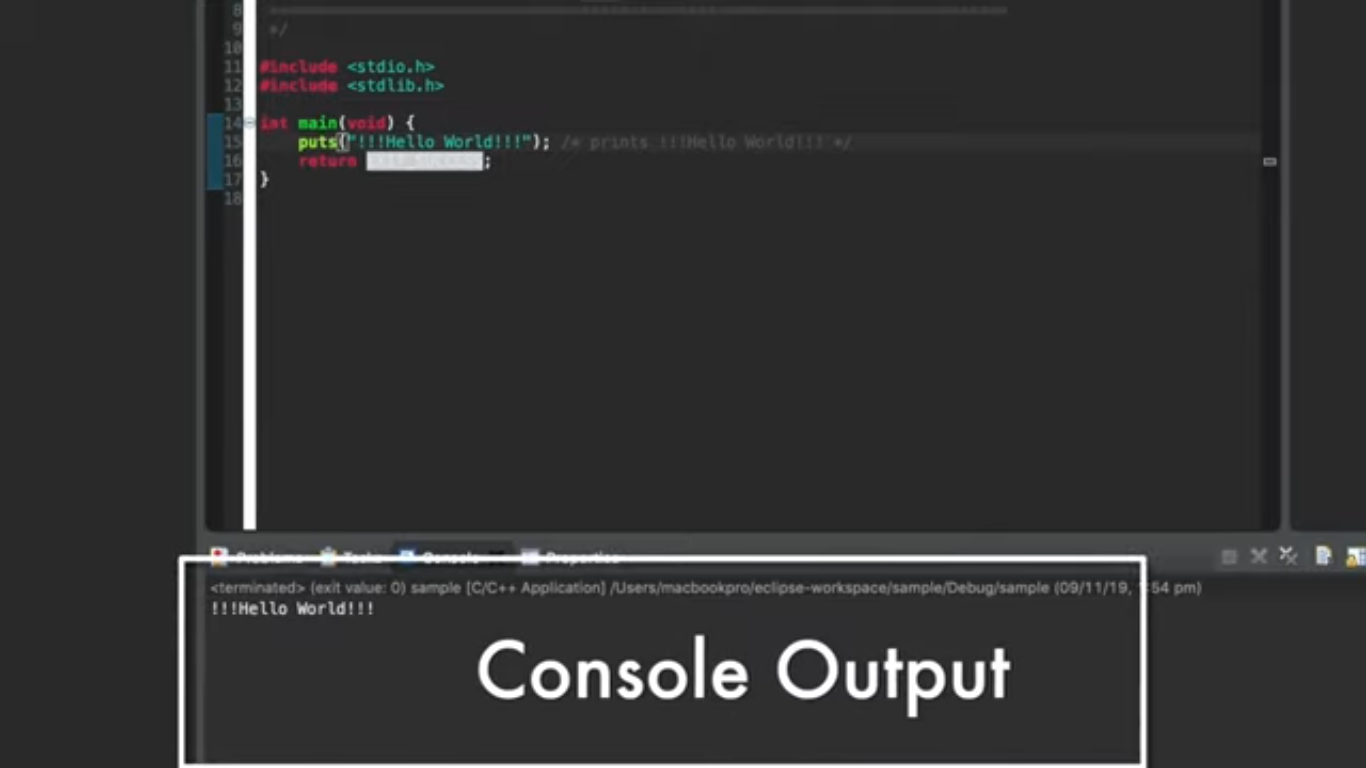 8
9 */
10
11 #include <stdio.h>
12 #include <stdlib.h>
13
14 int main(void) {
15 puts("!!!Hello World!!!"); /* prints !!!Hello World!!! */
16 return ;
17 }
18
Problems Tasks Console Properties
<terminated> (exit value: 0) sample [C/C++ Application] /Users/macbookpro/eclipse-workspace/sample/Debug/sample (09/11/19, :54 pm)
!!!Hello World!!!
Console Output